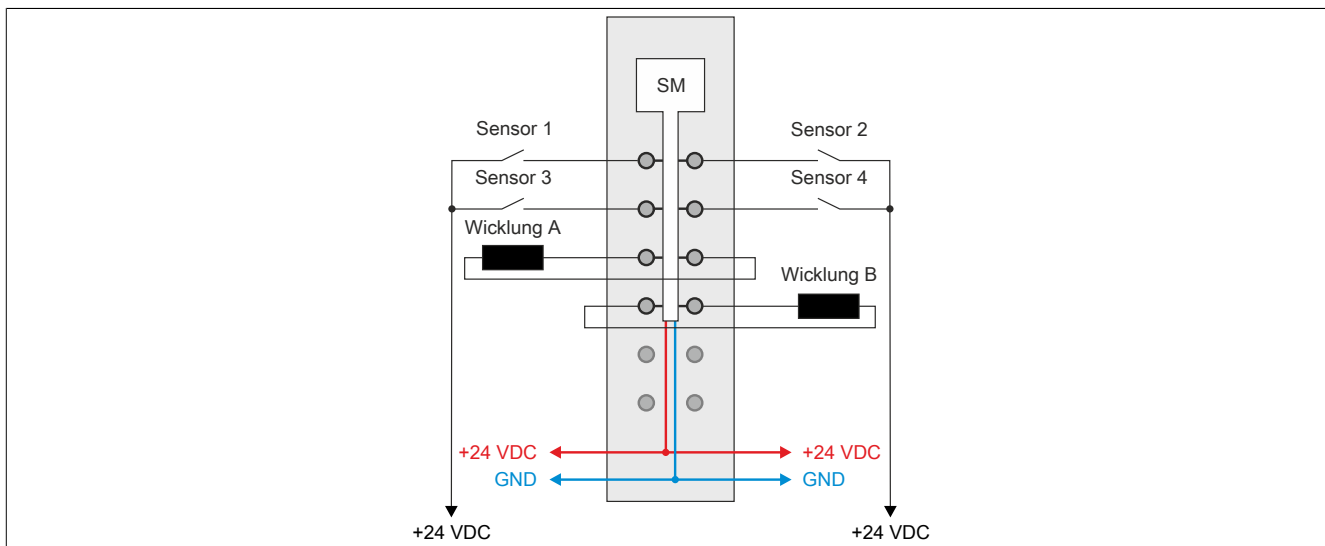 SM
Sensor 1
Sensor 2
Sensor 3
Sensor 4
Wicklung A
Wicklung B
+24 VDC
+24 VDC
GND
GND
+24 VDC
+24 VDC